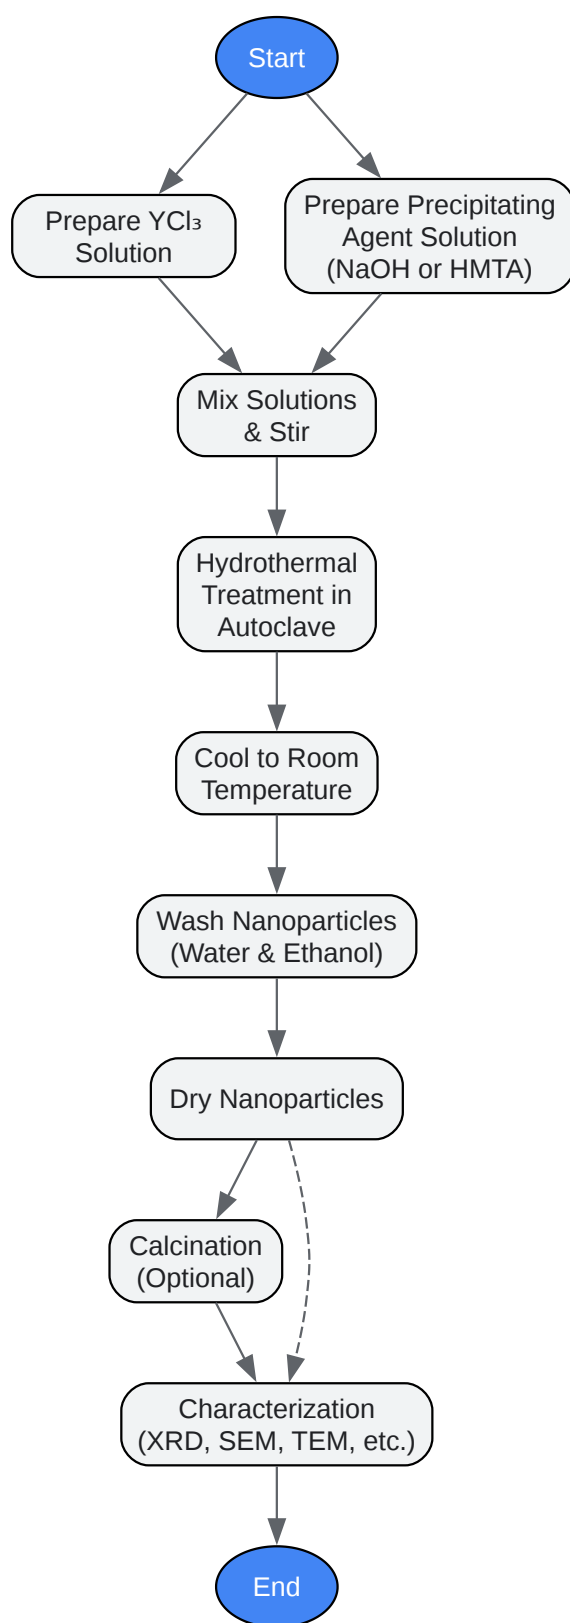 Start
Prepare YCl₃
Solution
Prepare Precipitating
Agent Solution
(NaOH or HMTA)
Mix Solutions
& Stir
Hydrothermal
Treatment in
Autoclave
Cool to Room
Temperature
Wash Nanoparticles
(Water & Ethanol)
Dry Nanoparticles
Calcination
(Optional)
Characterization
(XRD, SEM, TEM, etc.)
End